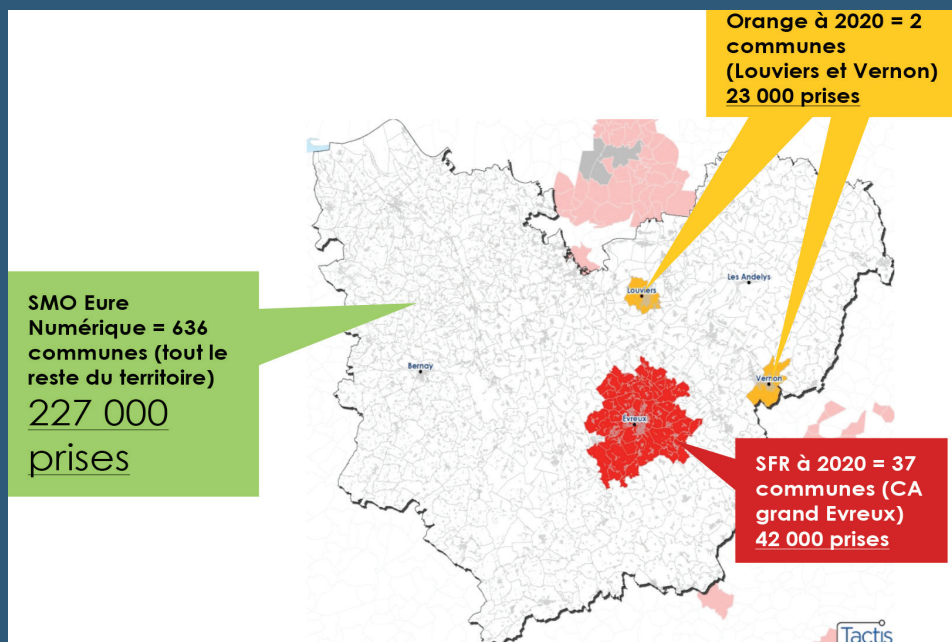 Orange à 2020 = 2
communes
(Louviers et Vernon)
23 000 prises
SMO Eure
Numérique = 636
communes (tout le
reste du territoire)
227 000
prises
Les Andelys
Louviers
Bernay
Vernon
Evreux
SFR à 2020 = 37
communes (CA
grand Evreux)
42 000 prises
Tactis